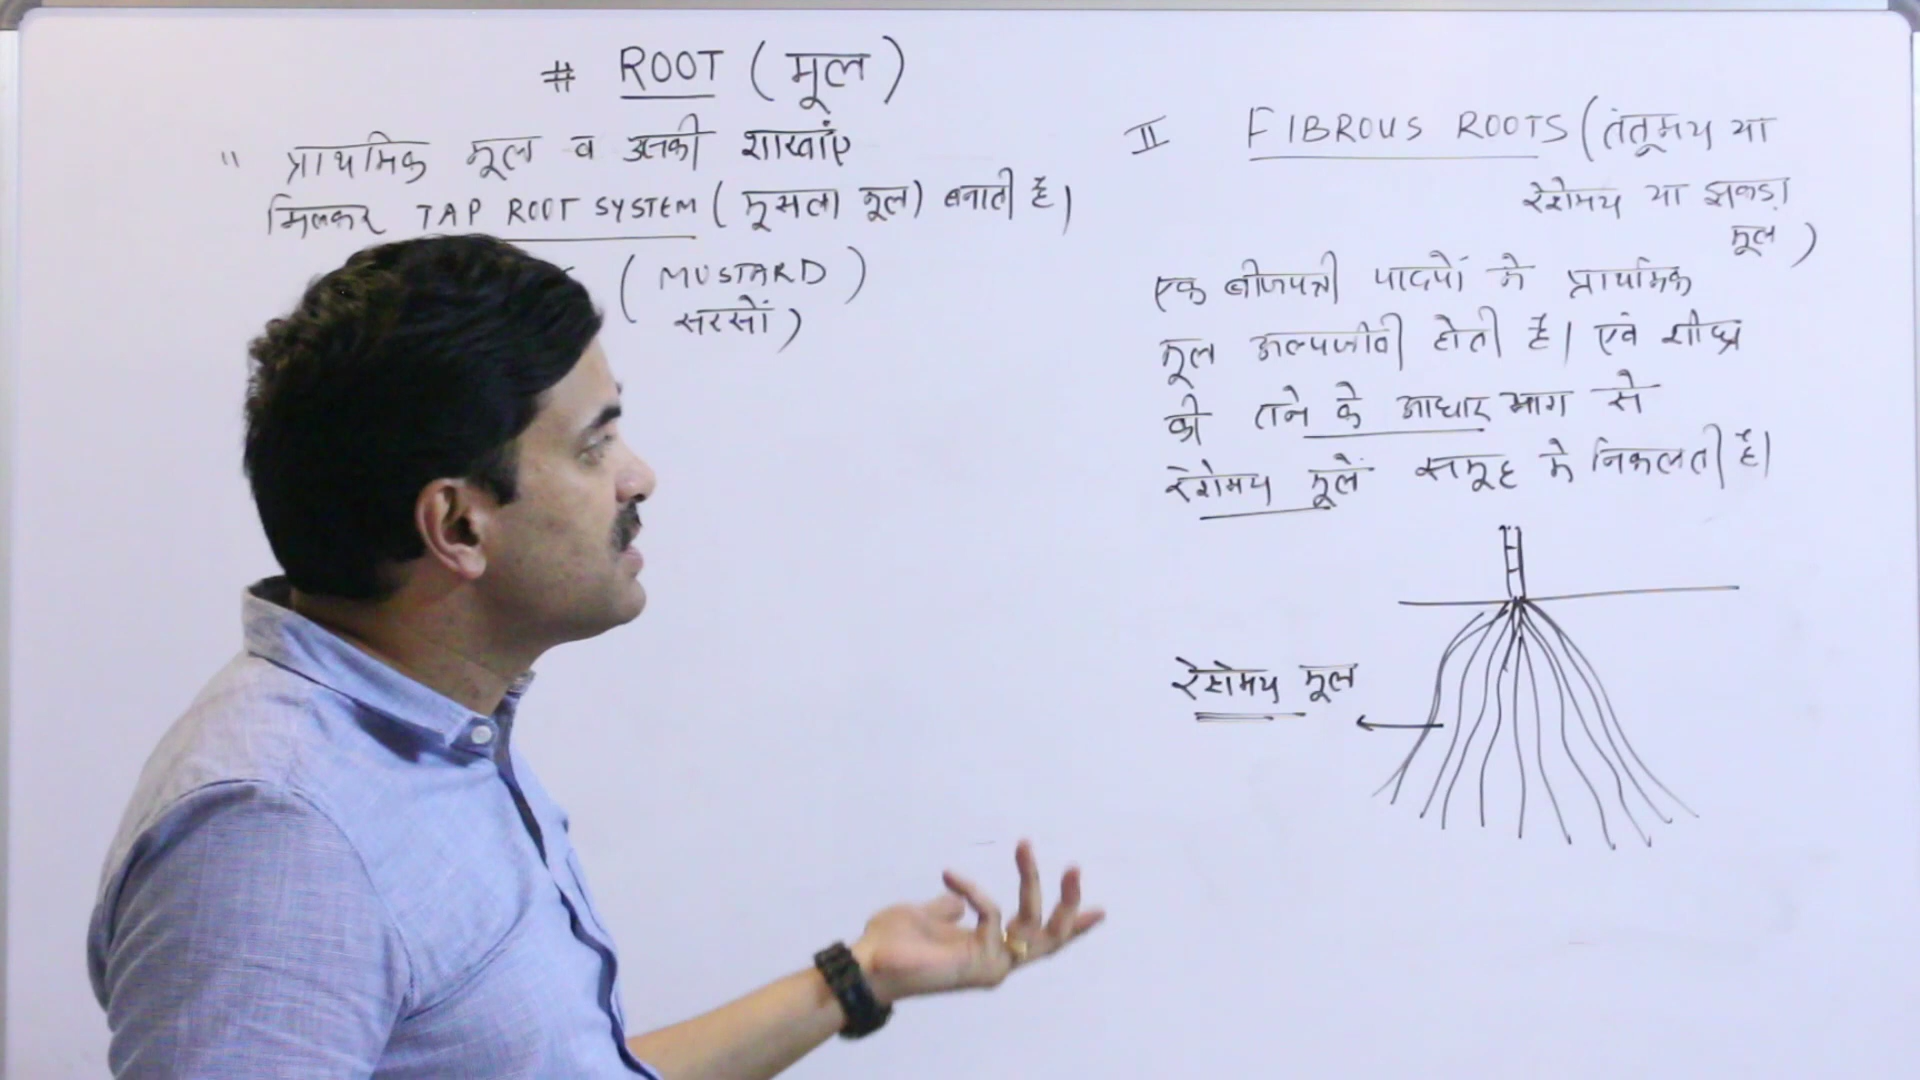 # ROOT (मूल)
" प्राथमिक मूल व उसकी शाखाएं
मिलकर TAP ROOT SYSTEM (मूसला मूल) बनाती है।
( MUSTARD )
सरसों )
II FIBROUS ROOTS (तंतूमय या
रेशेमय या झकड़ा
मूल )
एक बीजपत्री पादपों में प्राथमिक
मूल अल्पजीवी होती है। एवं शीघ्र
ही तने के आधार भाग से
रेशेमय मूलें समूह में निकलती है।
रेशेमय मूल